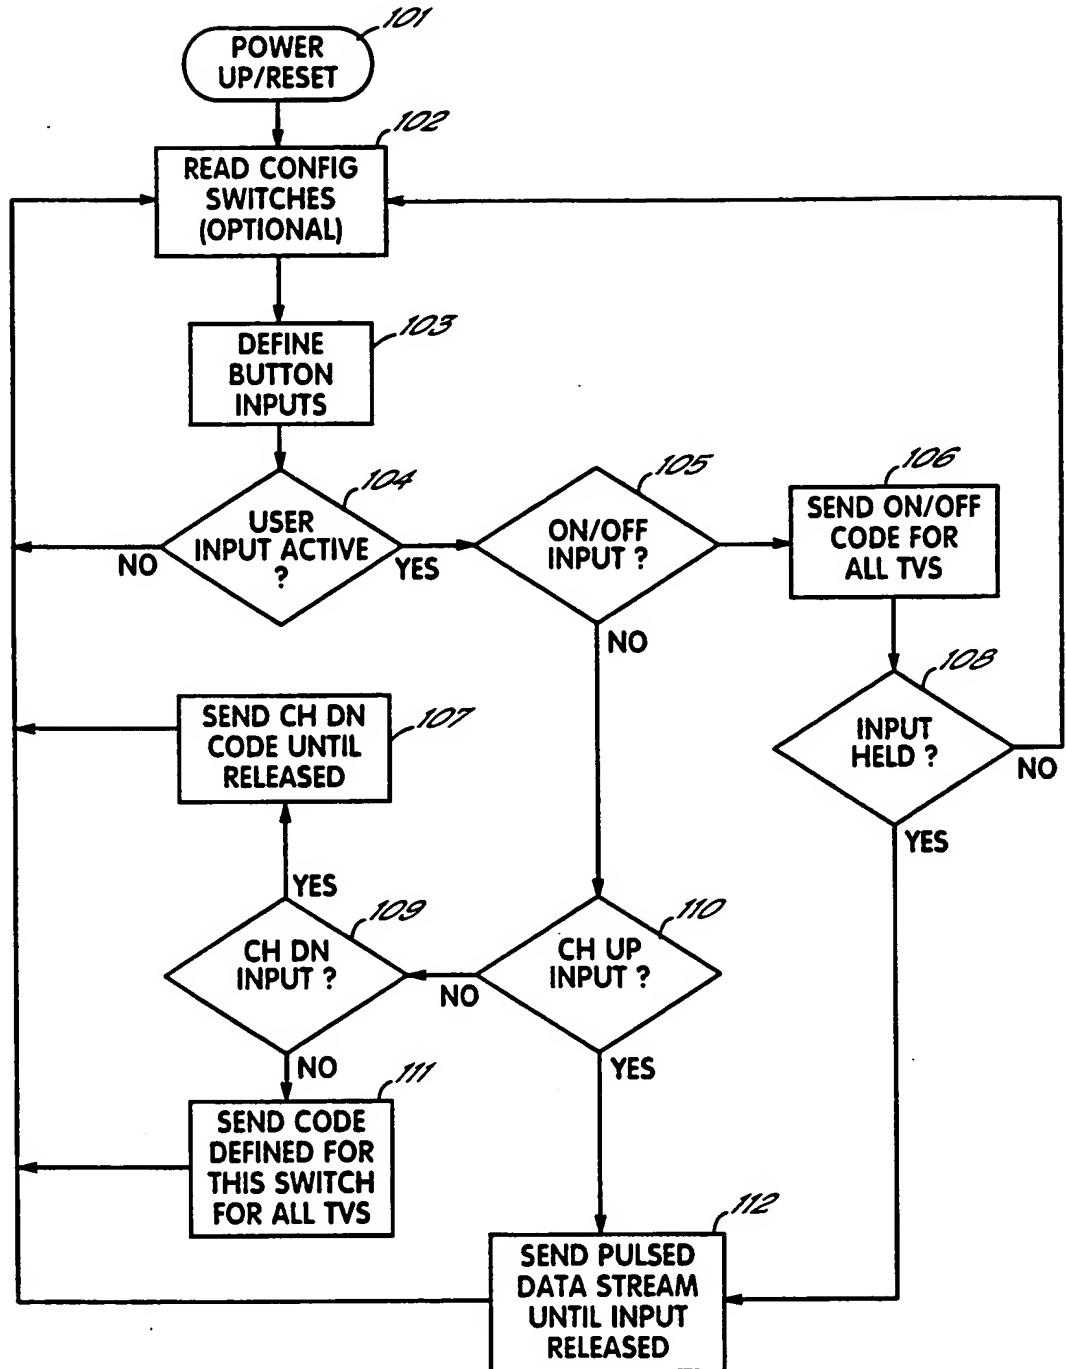 101
POWER
UP/RESET
102
READ CONFIG
SWITCHES
(OPTIONAL)
103
DEFINE
BUTTON
INPUTS
104
USER
INPUT ACTIVE
?
NO
YES
105
ON/OFF
INPUT ?
NO
106
SEND ON/OFF
CODE FOR
ALL TVS
108
INPUT
HELD ?
NO
YES
107
SEND CH DN
CODE UNTIL
RELEASED
YES
109
CH DN
INPUT ?
NO
110
CH UP
INPUT ?
NO
YES
111
SEND CODE
DEFINED FOR
THIS SWITCH
FOR ALL TVS
112
SEND PULSED
DATA STREAM
UNTIL INPUT
RELEASED